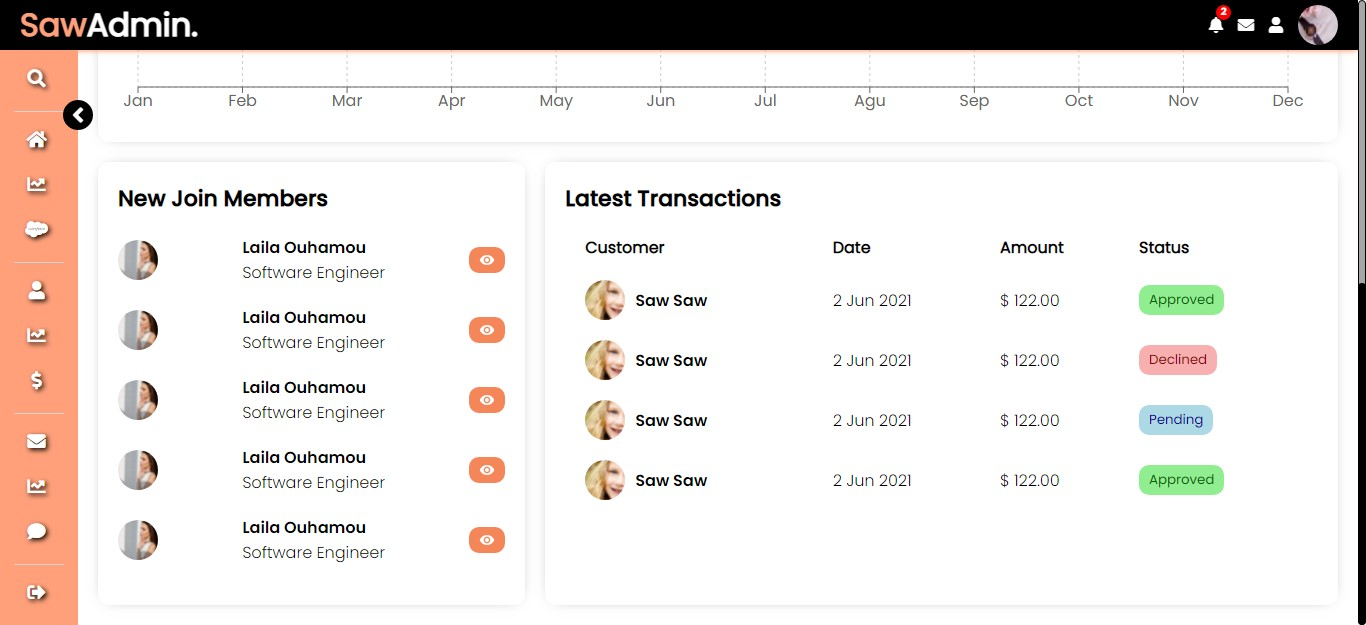 SawAdmin.
2
Jan Feb Mar Apr May Jun Jul Agu Sep Oct Nov Dec
New Join Members
Laila Ouhamou
Software Engineer
Laila Ouhamou
Software Engineer
Laila Ouhamou
Software Engineer
Laila Ouhamou
Software Engineer
Laila Ouhamou
Software Engineer
Latest Transactions
Customer Date Amount Status
Saw Saw 2 Jun 2021 $ 122.00 Approved
Saw Saw 2 Jun 2021 $ 122.00 Declined
Saw Saw 2 Jun 2021 $ 122.00 Pending
Saw Saw 2 Jun 2021 $ 122.00 Approved